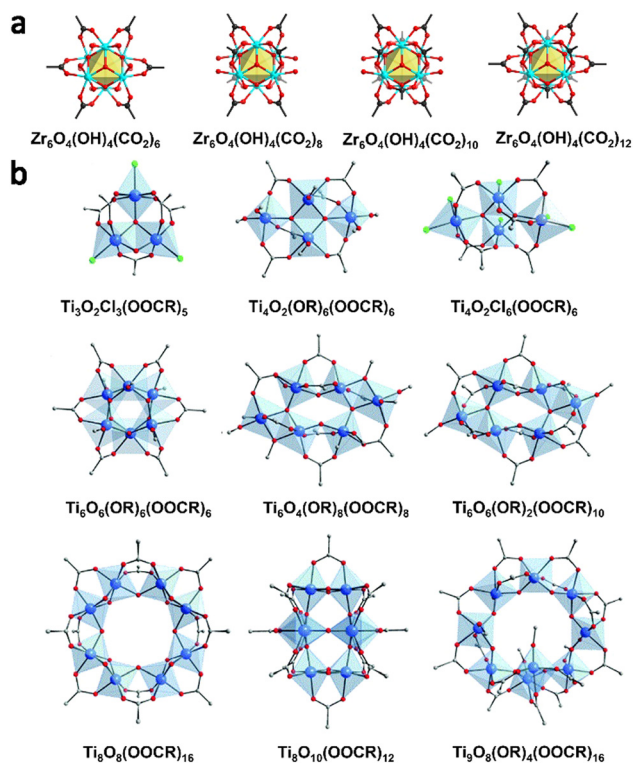 a
Zr₆O₄(OH)₄(CO₂)₆ Zr₆O₄(OH)₄(CO₂)₈ Zr₆O₄(OH)₄(CO₂)₁₀ Zr₆O₄(OH)₄(CO₂)₁₂
b
Ti₃O₂Cl₃(OOCR)₅ Ti₄O₂(OR)₆(OOCR)₆ Ti₄O₂Cl₆(OOCR)₆
Ti₆O₆(OR)₆(OOCR)₆ Ti₆O₄(OR)₈(OOCR)₈ Ti₆O₆(OR)₂(OOCR)₁₀
Ti₈O₈(OOCR)₁₆ Ti₈O₁₀(OOCR)₁₂ Ti₉O₈(OR)₄(OOCR)₁₆